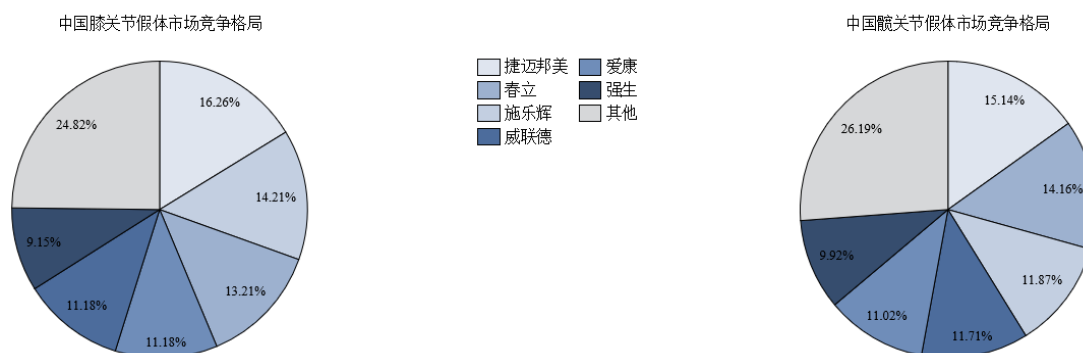 中国膝关节假体市场竞争格局
16.26%
14.21%
13.21%
11.18%
11.18%
9.15%
24.82%
捷迈邦美
爱康
春立
强生
施乐辉
其他
威联德
中国髋关节假体市场竞争格局
15.14%
14.16%
11.87%
11.71%
11.02%
9.92%
26.19%